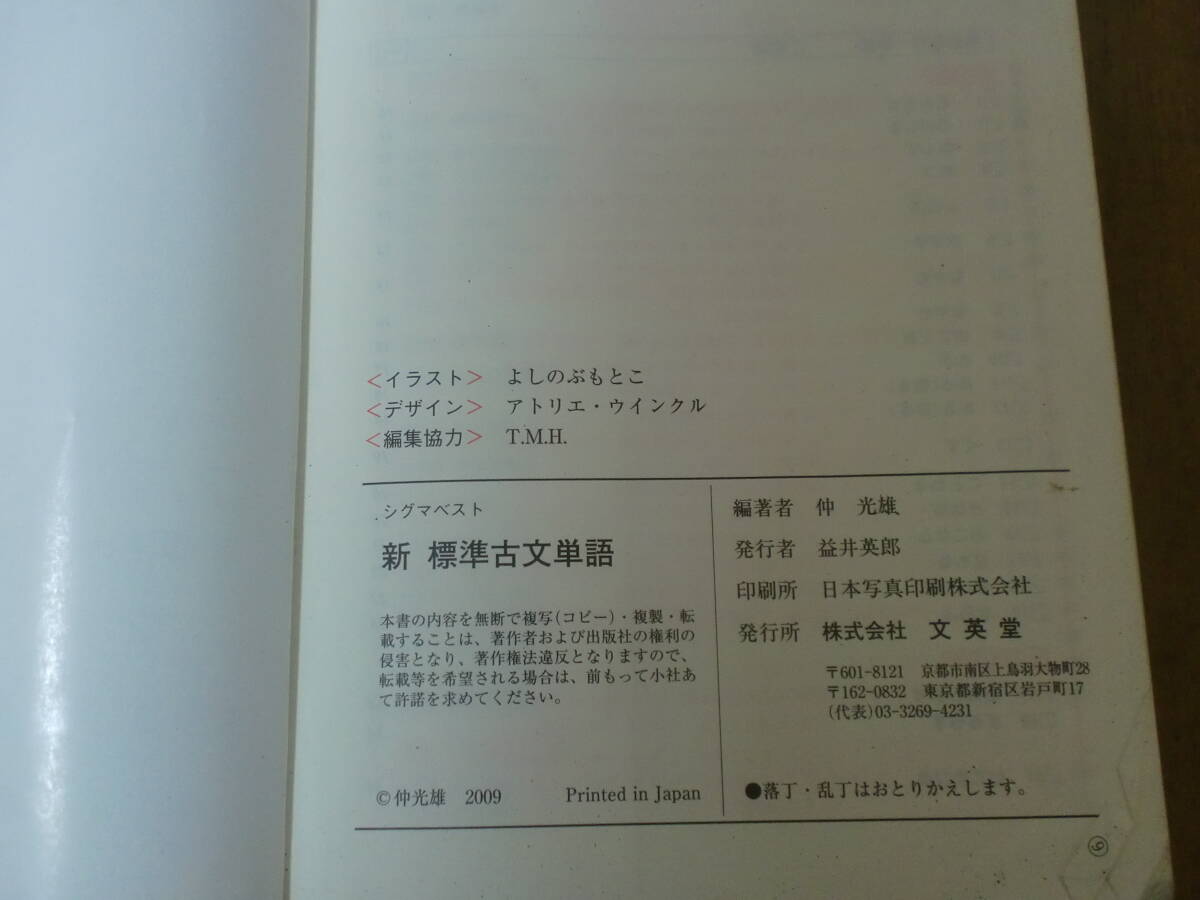 <イラスト> よしのぶもとこ
<デザイン> アトリエ・ウインクル
<編集協力> T.M.H.
シグマベスト
新 標準古文単語
本書の内容を無断で複写(コピー)・複製・転
載することは、著作者および出版社の権利の
侵害となり、著作権法違反となりますので、
転載等を希望される場合は、前もって小社あ
て許諾を求めてください。
©仲光雄 2009 Printed in Japan
編著者 仲 光雄
発行者 益井英郎
印刷所 日本写真印刷株式会社
発行所 株式会社 文英堂
〒601-8121 京都市南区上鳥羽大物町28
〒162-0832 東京都新宿区岩戸町17
(代表)03-3269-4231
●落丁・乱丁はおとりかえします。
⑨